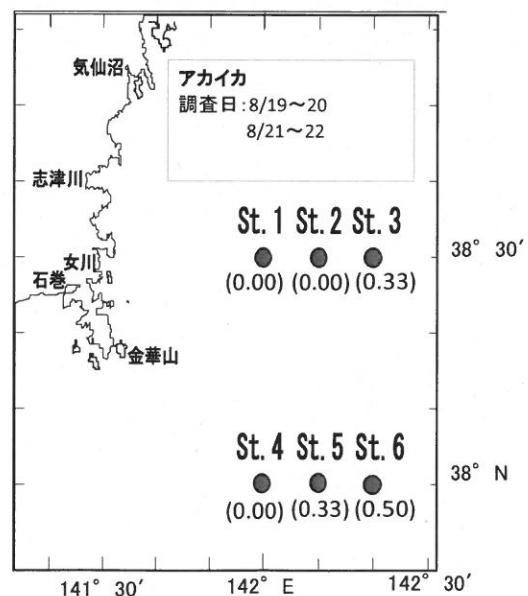 気仙沼
アカイカ
調査日:8/19～20
8/21～22
志津川
St. 1 St. 2 St. 3
38° 30′
女川
(0.00) (0.00) (0.33)
石巻
金華山
St. 4 St. 5 St. 6
38° N
(0.00) (0.33) (0.50)
141° 30′ 142° E 142° 30′